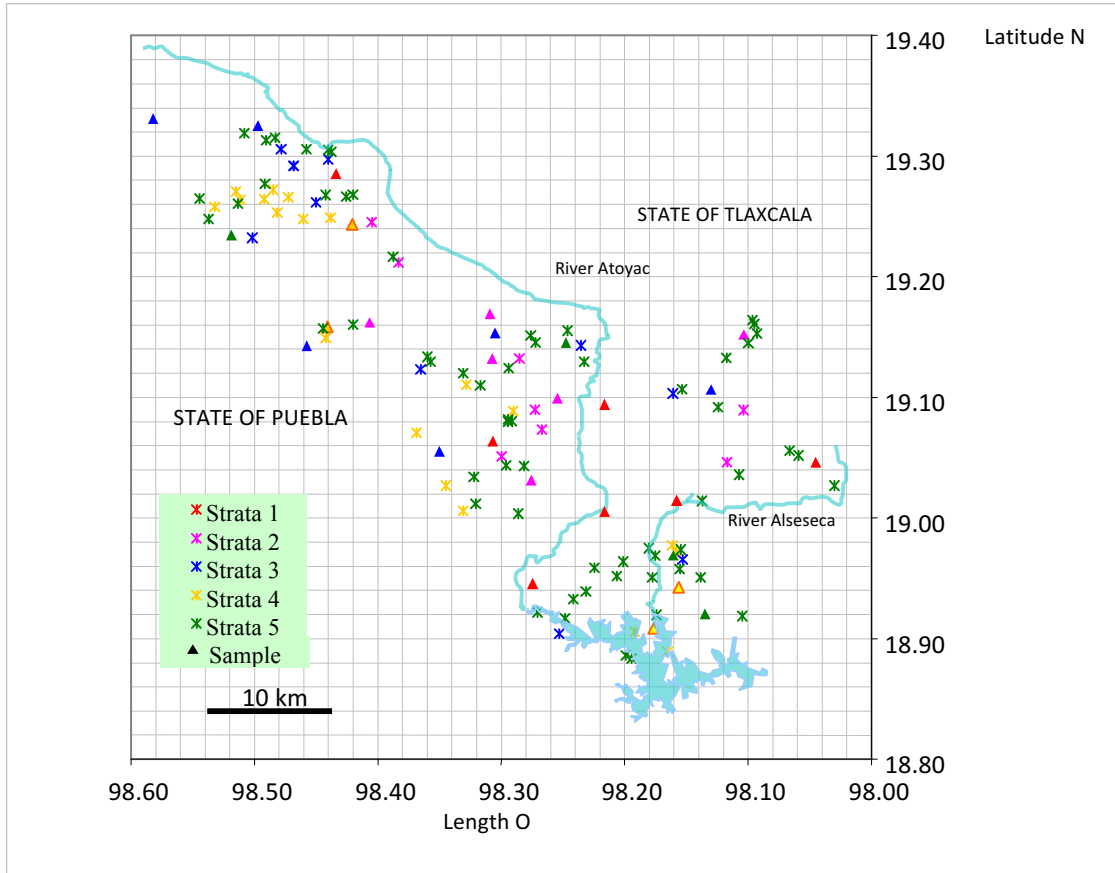 19.40
Latitude N
19.30
STATE OF TLAXCALA
River Atoyac
19.20
19.10
STATE OF PUEBLA
Strata 1
Strata 2
Strata 3
Strata 4
Strata 5
Sample
19.00
River Alseseca
18.90
10 km
18.80
98.60 98.50 98.40 98.30 98.20 98.10 98.00
Length O